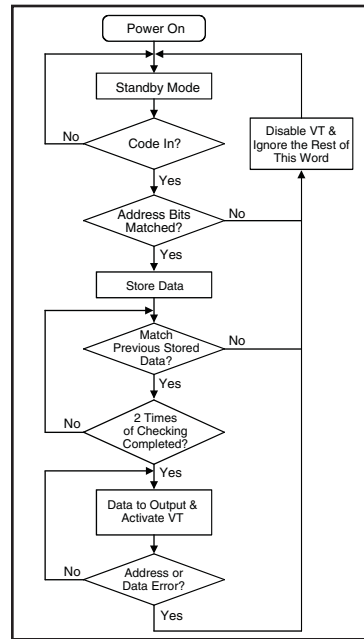 Power On
Standby Mode
No
Code In?
Disable VT &
Ignore the Rest of
This Word
Yes
Address Bits
Matched?
No
Yes
Store Data
Match
Previous Stored
Data?
No
Yes
No
2 Times
of Checking
Completed?
Yes
Data to Output &
Activate VT
No
Address or
Data Error?
Yes